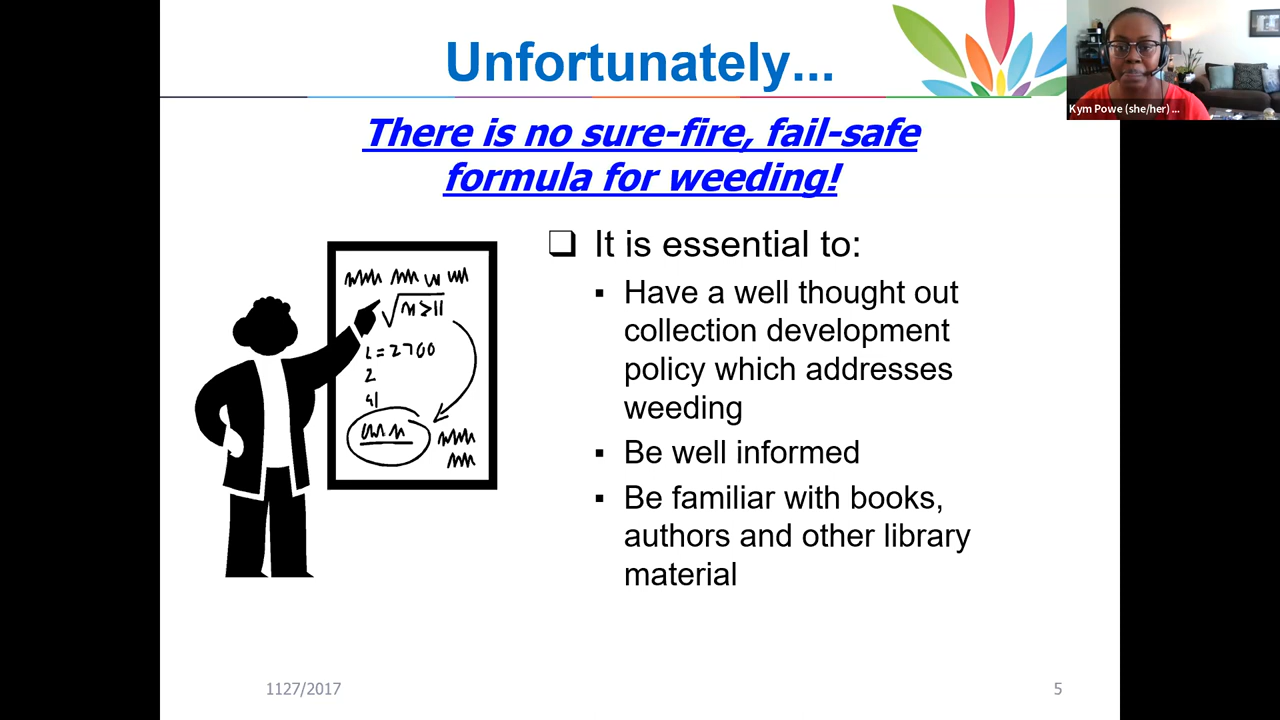 Unfortunately...
Kym Powe (she/her) ...
There is no sure-fire, fail-safe
formula for weeding!
❑ It is essential to:
▪ Have a well thought out
collection development
policy which addresses
weeding
▪ Be well informed
▪ Be familiar with books,
authors and other library
material
1127/2017
5